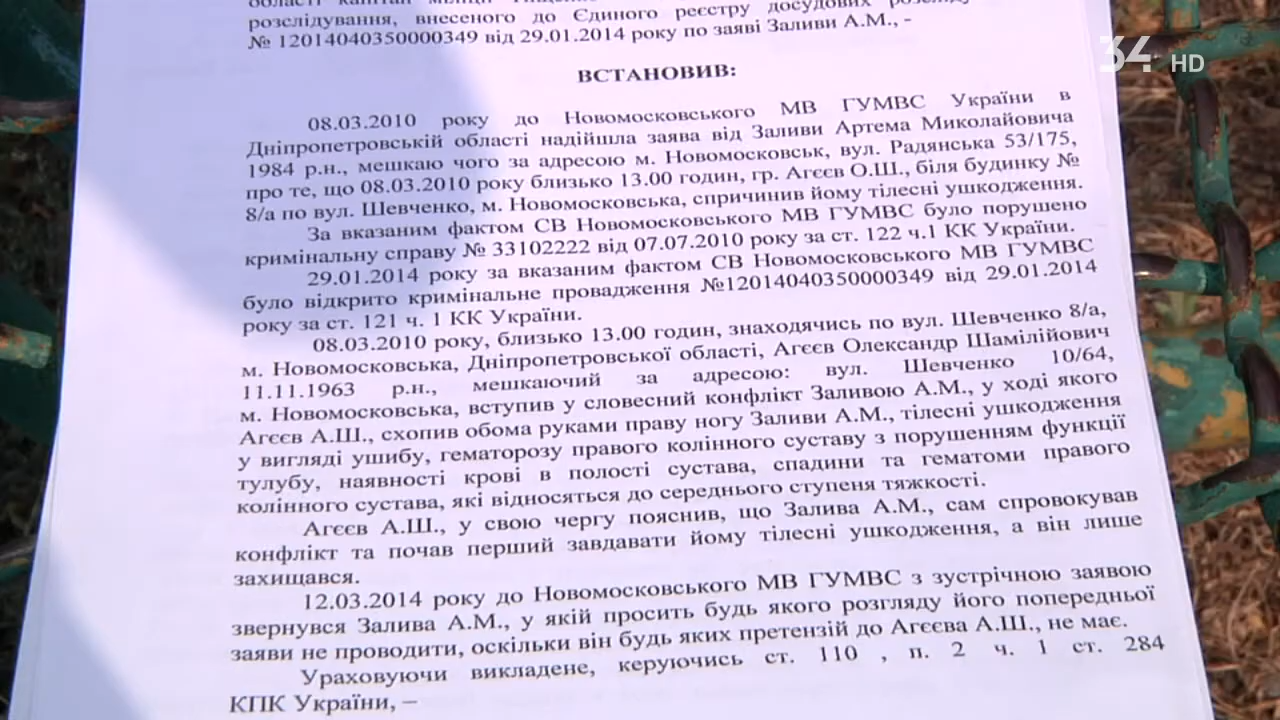 розслідування, внесеного до Єдиного реєстру досудових
№ 12014040350000349 від 29.01.2014 року по заяві Заливи А.М., -
ВСТАНОВИВ:
08.03.2010 року до Новомосковського МВ ГУМВС України в
Дніпропетровській області надійшла заява від Заливи Артема Миколайовича
1984 р.н., мешкаю чого за адресою м. Новомосковськ, вул. Радянська 53/175,
про те, що 08.03.2010 року близько 13.00 годин, гр. Агєєв О.Ш., біля будинку №
8/а по вул. Шевченко, м. Новомосковська, спричинив йому тілесні ушкодження.
За вказаним фактом СВ Новомосковського МВ ГУМВС було порушено
кримінальну справу № 33102222 від 07.07.2010 року за ст. 122 ч.1 КК України.
29.01.2014 року за вказаним фактом СВ Новомосковського МВ ГУМВС
було відкрито кримінальне провадження №12014040350000349 від 29.01.2014
року за ст. 121 ч. 1 КК України.
08.03.2010 року, близько 13.00 годин, знаходячись по вул. Шевченко 8/а,
м. Новомосковська, Дніпропетровської області, Агєєв Олександр Шамілійович
11.11.1963 р.н., мешкаючий за адресою: вул. Шевченко 10/64,
м. Новомосковська, вступив у словесний конфлікт Заливою А.М., у ході якого
Агєєв А.Ш., схопив обома руками праву ногу Заливи А.М., тілесні ушкодження
у вигляді ушибу, гематорозу правого колінного суставу з порушенням функції
тулубу, наявності крові в полості сустава, спадини та гематоми правого
колінного сустава, які відносяться до середнього ступеня тяжкості.
Агєєв А.Ш., у свою чергу пояснив, що Залива А.М., сам спровокував
конфлікт та почав перший завдавати йому тілесні ушкодження, а він лише
захищався.
12.03.2014 року до Новомосковського МВ ГУМВС з зустрічною заявою
звернувся Залива А.М., у якій просить будь якого розгляду його попередньої
заяви не проводити, оскільки він будь яких претензій до Агєєва А.Ш., не має.
Ураховуючи викладене, керуючись ст. 110 , п. 2 ч. 1 ст. 284
КПК України, –
34 HD